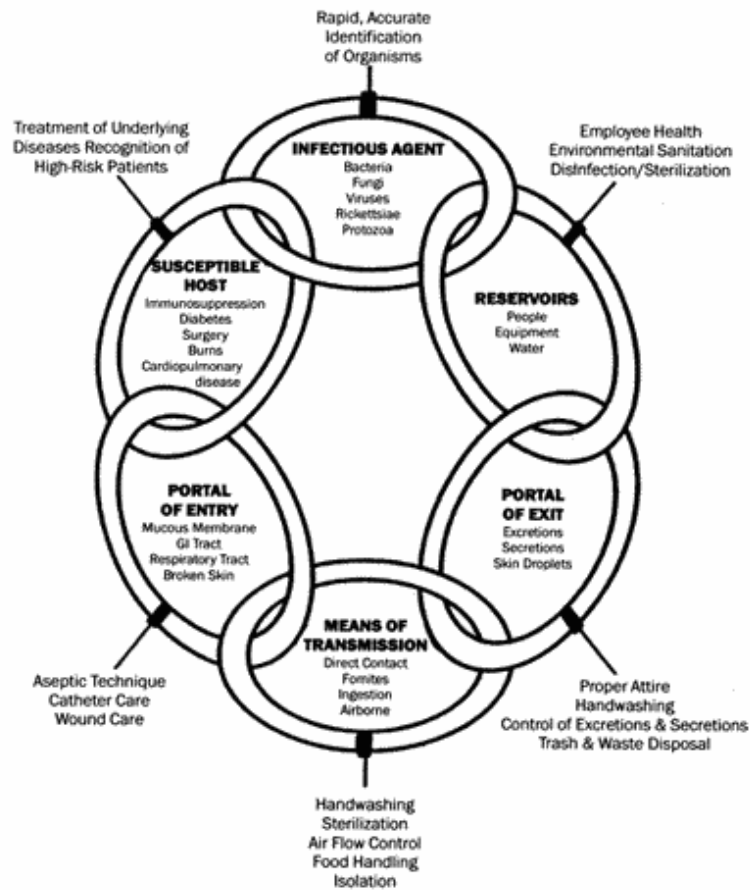 Rapid, Accurate
Identification
of Organisms
INFECTIOUS AGENT
Bacteria
Fungi
Viruses
Rickettsiae
Protozoa
Employee Health
Environmental Sanitation
Disinfection/Sterilization
RESERVOIRS
People
Equipment
Water
PORTAL
OF EXIT
Excretions
Secretions
Skin Droplets
Proper Attire
Handwashing
Control of Excretions & Secretions
Trash & Waste Disposal
MEANS OF
TRANSMISSION
Direct Contact
Fomites
Ingestion
Airborne
Handwashing
Sterilization
Air Flow Control
Food Handling
Isolation
PORTAL
OF ENTRY
Mucous Membrane
GI Tract
Respiratory Tract
Broken Skin
Aseptic Technique
Catheter Care
Wound Care
SUSCEPTIBLE
HOST
Immunosuppression
Diabetes
Surgery
Burns
Cardiopulmonary
disease
Treatment of Underlying
Diseases Recognition of
High-Risk Patients